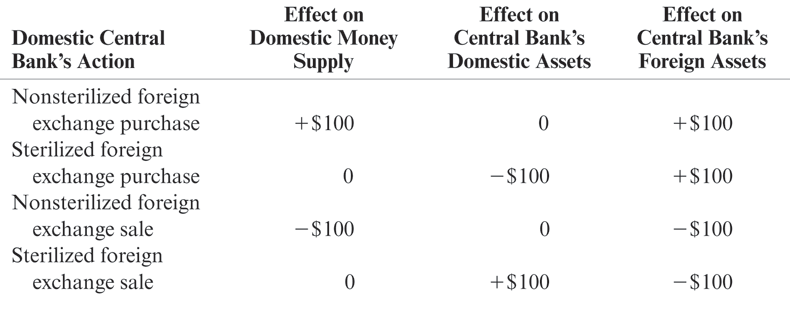 Effect on Effect on Effect on
Domestic Central Domestic Money Central Bank’s Central Bank’s
Bank’s Action Supply Domestic Assets Foreign Assets
Nonsterilized foreign
exchange purchase +$100 0 +$100
Sterilized foreign
exchange purchase 0 −$100 +$100
Nonsterilized foreign
exchange sale −$100 0 −$100
Sterilized foreign
exchange sale 0 +$100 −$100